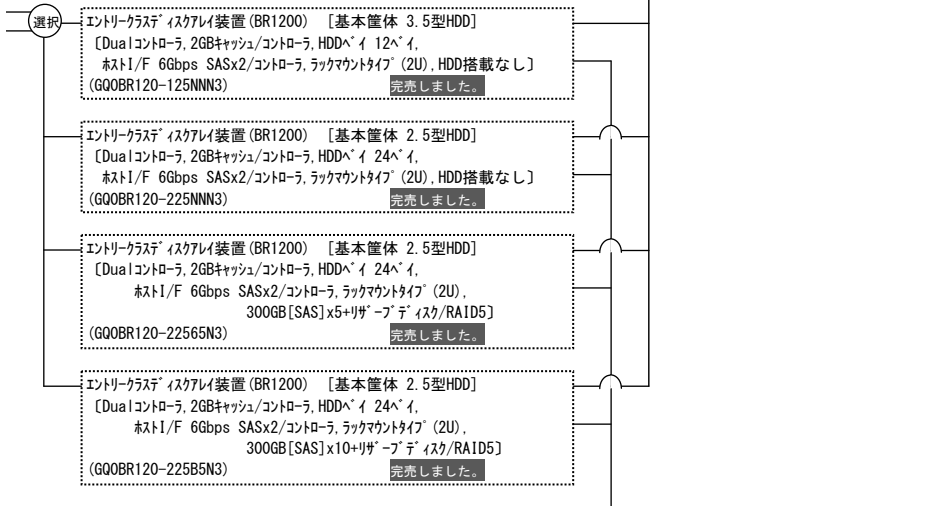 選択
ｴﾝﾄﾘｰｸﾗｽﾃﾞｨｽｸｱﾚｲ装置(BR1200)　[基本筐体 3.5型HDD]
〔Dualｺﾝﾄﾛｰﾗ,2GBｷｬｯｼｭ/ｺﾝﾄﾛｰﾗ,HDDﾍﾞｲ 12ﾍﾞｲ,
ﾎｽﾄI/F 6Gbps SASx2/ｺﾝﾄﾛｰﾗ,ﾗｯｸﾏｳﾝﾄﾀｲﾌﾟ(2U),HDD搭載なし〕
(GQ0BR120-125NNN3) 完売しました。
ｴﾝﾄﾘｰｸﾗｽﾃﾞｨｽｸｱﾚｲ装置(BR1200)　[基本筐体 2.5型HDD]
〔Dualｺﾝﾄﾛｰﾗ,2GBｷｬｯｼｭ/ｺﾝﾄﾛｰﾗ,HDDﾍﾞｲ 24ﾍﾞｲ,
ﾎｽﾄI/F 6Gbps SASx2/ｺﾝﾄﾛｰﾗ,ﾗｯｸﾏｳﾝﾄﾀｲﾌﾟ(2U),HDD搭載なし〕
(GQ0BR120-225NNN3) 完売しました。
ｴﾝﾄﾘｰｸﾗｽﾃﾞｨｽｸｱﾚｲ装置(BR1200)　[基本筐体 2.5型HDD]
〔Dualｺﾝﾄﾛｰﾗ,2GBｷｬｯｼｭ/ｺﾝﾄﾛｰﾗ,HDDﾍﾞｲ 24ﾍﾞｲ,
ﾎｽﾄI/F 6Gbps SASx2/ｺﾝﾄﾛｰﾗ,ﾗｯｸﾏｳﾝﾄﾀｲﾌﾟ(2U),
300GB[SAS]x5+ﾘｻﾞｰﾌﾞﾃﾞｨｽｸ/RAID5〕
(GQ0BR120-22565N3) 完売しました。
ｴﾝﾄﾘｰｸﾗｽﾃﾞｨｽｸｱﾚｲ装置(BR1200)　[基本筐体 2.5型HDD]
〔Dualｺﾝﾄﾛｰﾗ,2GBｷｬｯｼｭ/ｺﾝﾄﾛｰﾗ,HDDﾍﾞｲ 24ﾍﾞｲ,
ﾎｽﾄI/F 6Gbps SASx2/ｺﾝﾄﾛｰﾗ,ﾗｯｸﾏｳﾝﾄﾀｲﾌﾟ(2U),
300GB[SAS]x10+ﾘｻﾞｰﾌﾞﾃﾞｨｽｸ/RAID5〕
(GQ0BR120-225B5N3) 完売しました。